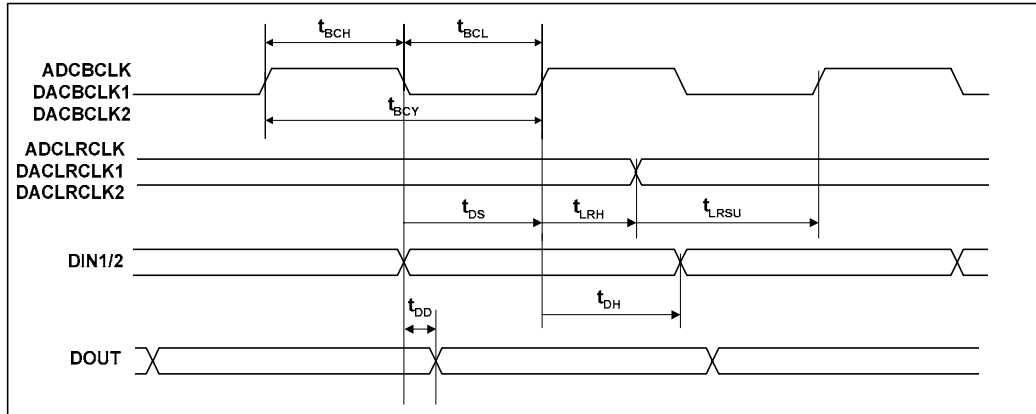 tBCH
tBCL
ADCBCLK
DACBCLK1
DACBCLK2
tBCY
ADCLRCLK
DACLRCLK1
DACLRCLK2
tDS
tLRH
tLRSU
DIN1/2
tDH
tDD
DOUT